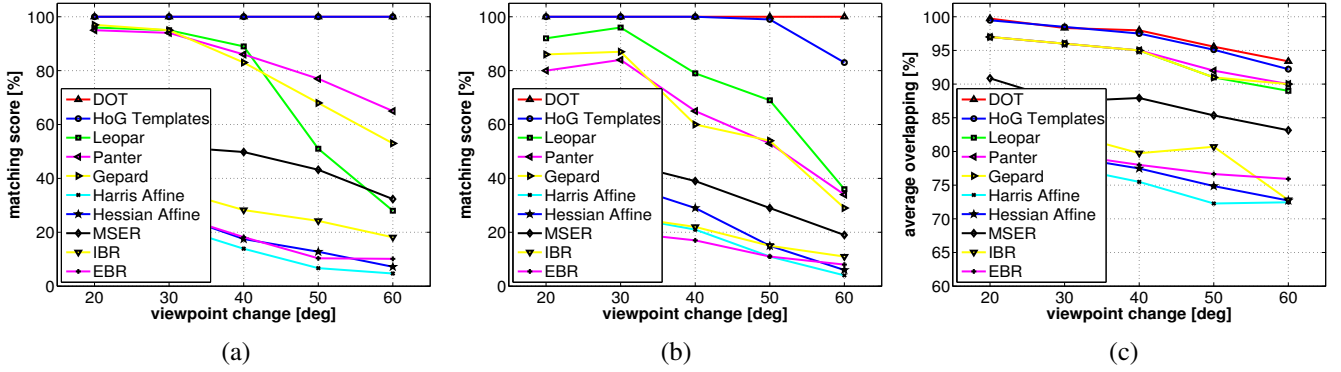 matching score [%]
100
80
60
40
20
0
DOT
HoG Templates
Leopar
Panter
Gepard
Harris Affine
Hessian Affine
MSER
IBR
EBR
20 30 40 50 60
viewpoint change [deg]
(a)
matching score [%]
100
80
60
40
20
0
DOT
HoG Templates
Leopar
Panter
Gepard
Harris Affine
Hessian Affine
MSER
IBR
EBR
20 30 40 50 60
viewpoint change [deg]
(b)
average overlapping [%]
100
95
90
85
80
75
70
65
60
DOT
HoG Templates
Leopar
Panter
Gepard
Harris Affine
Hessian Affine
MSER
IBR
EBR
20 30 40 50 60
viewpoint change [deg]
(c)